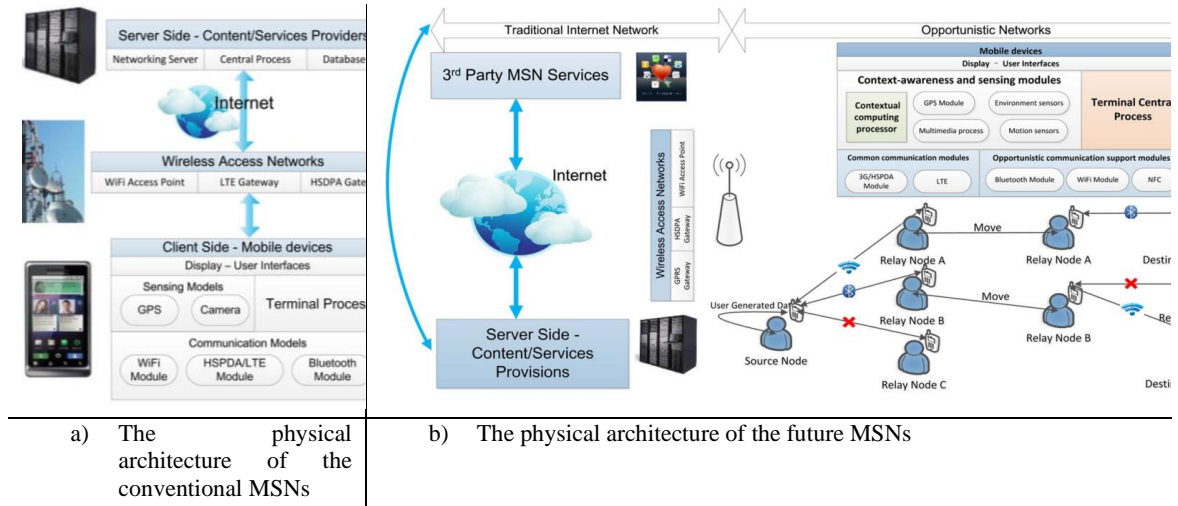 Server Side - Content/Services Providers
Networking Server Central Process Database
Internet
Wireless Access Networks
WiFi Access Point LTE Gateway HSDPA Gate
Client Side - Mobile devices
Display – User Interfaces
Sensing Models
GPS Camera
Terminal Proces
Communication Models
WiFi Module
HSPDA/LTE Module
Bluetooth Module
a) The physical
architecture of the
conventional MSNs
Traditional Internet Network
Opportunistic Networks
3rd Party MSN Services
Internet
Server Side -
Content/Services
Provisions
Wireless Access Networks
WiFi Access Point
HSDPA Gateway
GPRS Gateway
Mobile devices
Display – User Interfaces
Context-awareness and sensing modules
Contextual
computing
processor
GPS Module
Environment sensors
Multimedia process
Motion sensors
Terminal Centra
Process
Common communication modules
3G/HSPDA
Module
LTE
Opportunistic communication support modules
Bluetooth Module WiFi Module NFC
Relay Node A
Move
Relay Node A
Destin
User Generated Da
Source Node
Relay Node B
Move
Relay Node B
Re
Relay Node C
Desti
b) The physical architecture of the future MSNs